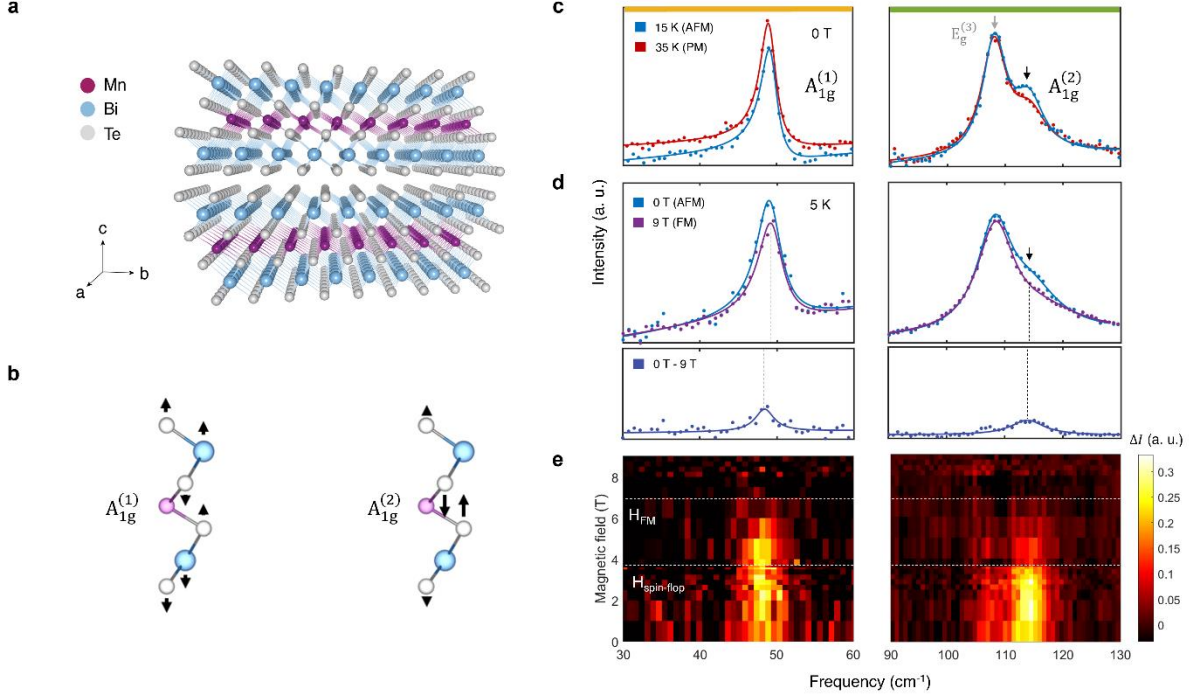 a
Mn
Bi
Te
c
b
a
b
A1g(1)
A1g(2)
c
15 K (AFM)
35 K (PM)
0 T
A1g(1)
Eg(3)
A1g(2)
d
0 T (AFM)
9 T (FM)
5 K
Intensity (a. u.)
0 T - 9 T
e
ΔI (a. u.)
HFM
Hspin-flop
Magnetic field (T)
8
6
4
2
0
30 40 50 60
90 100 110 120 130
0.3
0.25
0.2
0.15
0.1
0.05
0
Frequency (cm-1)